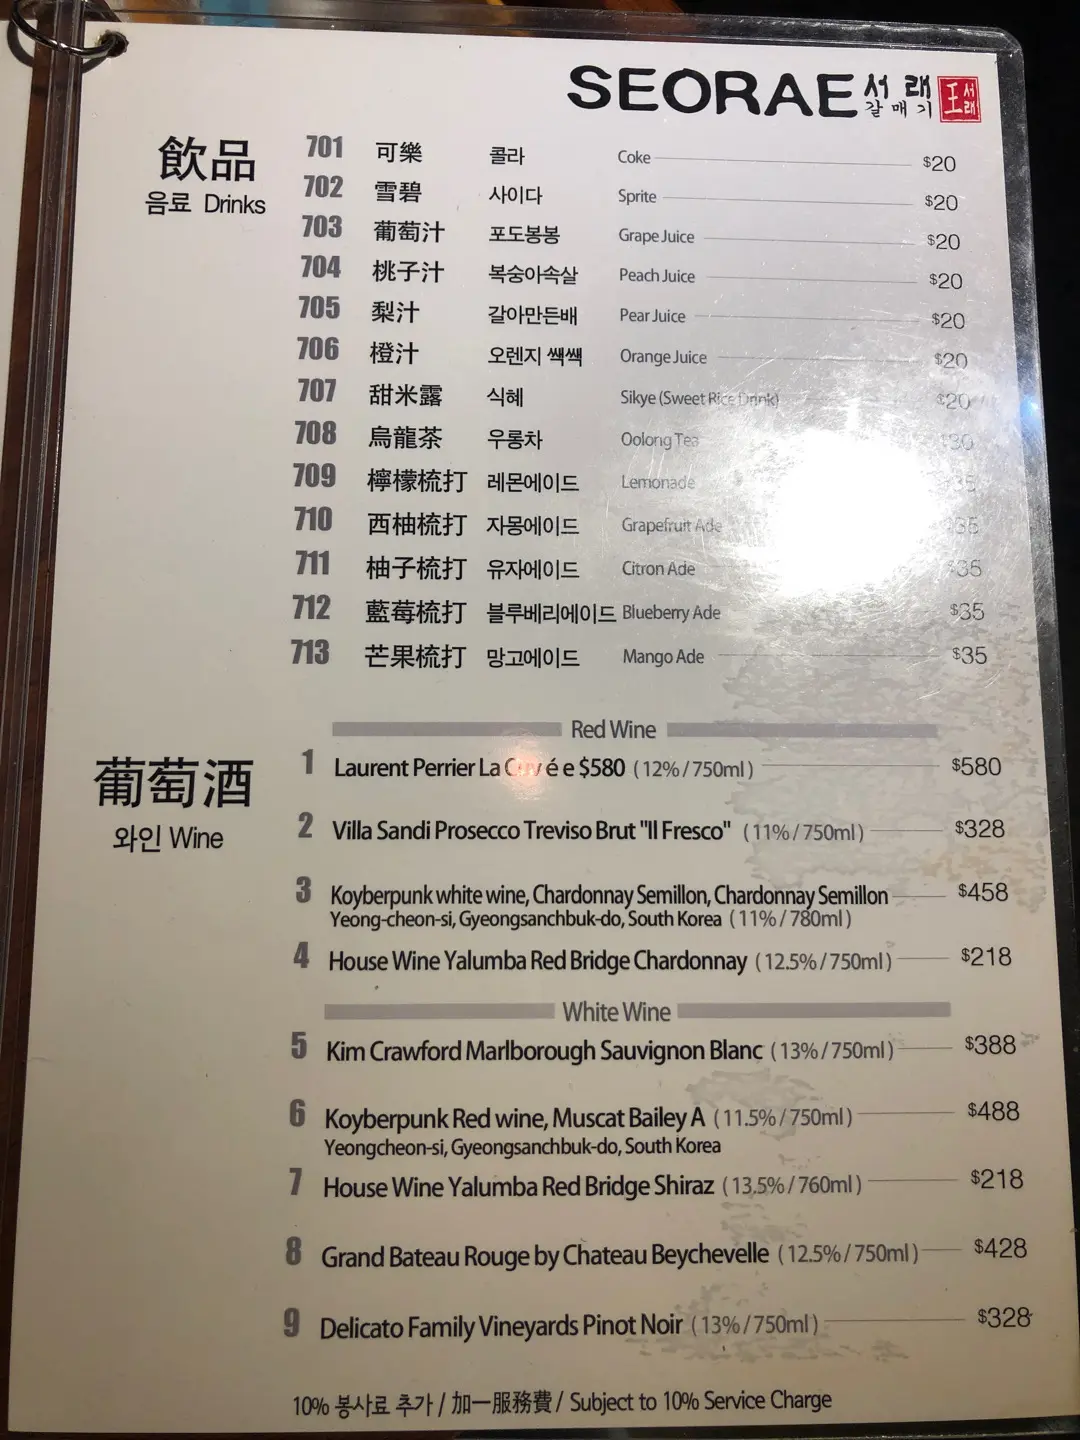 SEORAE 서래 갈매기 王 서래
飲品
음료 Drinks
701 可樂 콜라 Coke $20
702 雪碧 사이다 Sprite $20
703 葡萄汁 포도봉봉 Grape Juice $20
704 桃子汁 복숭아속살 Peach Juice $20
705 梨汁 갈아만든배 Pear Juice $20
706 橙汁 오렌지 쌕쌕 Orange Juice $20
707 甜米露 식혜 Sikye (Sweet Rice Drink) $20
708 烏龍茶 우롱차 Oolong Tea $30
709 檸檬梳打 레몬에이드 Lemonade $35
710 西柚梳打 자몽에이드 Grapefruit Ade $35
711 柚子梳打 유자에이드 Citron Ade $35
712 藍莓梳打 블루베리에이드 Blueberry Ade $35
713 芒果梳打 망고에이드 Mango Ade $35
葡萄酒
와인 Wine
Red Wine
1 Laurent Perrier La Cuv é e $580 (12% / 750ml) $580
2 Villa Sandi Prosecco Treviso Brut "Il Fresco" (11% / 750ml) $328
3 Koyberpunk white wine, Chardonnay Semillon, Chardonnay Semillon $458
Yeong-cheon-si, Gyeongsanchbuk-do, South Korea (11% / 780ml)
4 House Wine Yalumba Red Bridge Chardonnay (12.5% / 750ml) $218
White Wine
5 Kim Crawford Marlborough Sauvignon Blanc (13% / 750ml) $388
6 Koyberpunk Red wine, Muscat Bailey A (11.5% / 750ml) $488
Yeongcheon-si, Gyeongsanchbuk-do, South Korea
7 House Wine Yalumba Red Bridge Shiraz (13.5% / 760ml) $218
8 Grand Bateau Rouge by Chateau Beychevelle (12.5% / 750ml) $428
9 Delicato Family Vineyards Pinot Noir (13% / 750ml) $328
10% 봉사료 추가 / 加一服務費 / Subject to 10% Service Charge